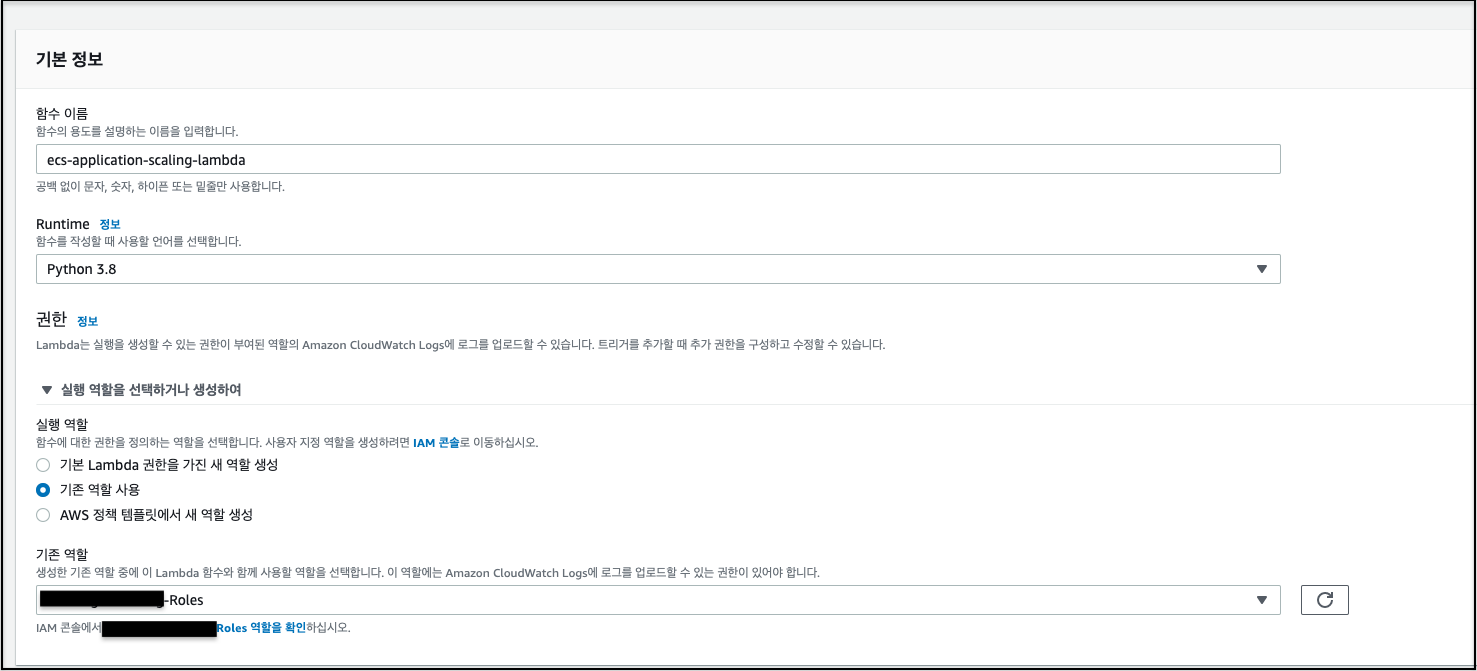 기본 정보
함수 이름
함수의 용도를 설명하는 이름을 입력합니다.
ecs-application-scaling-lambda
공백 없이 문자, 숫자, 하이픈 또는 밑줄만 사용합니다.
Runtime 정보
함수를 작성할 때 사용할 언어를 선택합니다.
Python 3.8
권한 정보
Lambda는 실행을 생성할 수 있는 권한이 부여된 역할의 Amazon CloudWatch Logs에 로그를 업로드할 수 있습니다. 트리거를 추가할 때 추가 권한을 구성하고 수정할 수 있습니다.
실행 역할을 선택하거나 생성하여
실행 역할
함수에 대한 권한을 정의하는 역할을 선택합니다. 사용자 지정 역할을 생성하려면 IAM 콘솔로 이동하십시오.
기본 Lambda 권한을 가진 새 역할 생성
기존 역할 사용
AWS 정책 템플릿에서 새 역할 생성
기존 역할
생성한 기존 역할 중에 이 Lambda 함수와 함께 사용할 역할을 선택합니다. 이 역할에는 Amazon CloudWatch Logs에 로그를 업로드할 수 있는 권한이 있어야 합니다.
-Roles
IAM 콘솔에서 Roles 역할을 확인하십시오.